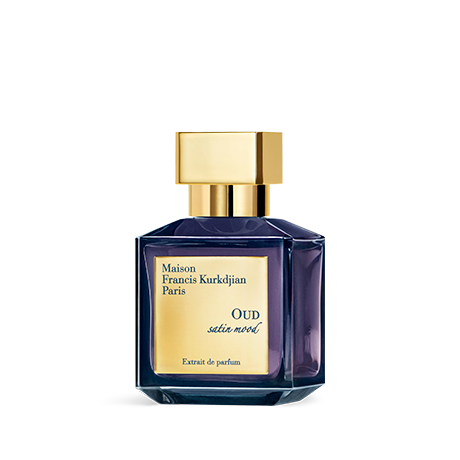 Maison
Francis Kurkdjian
Paris
OUD
satin mood
Extrait de parfum